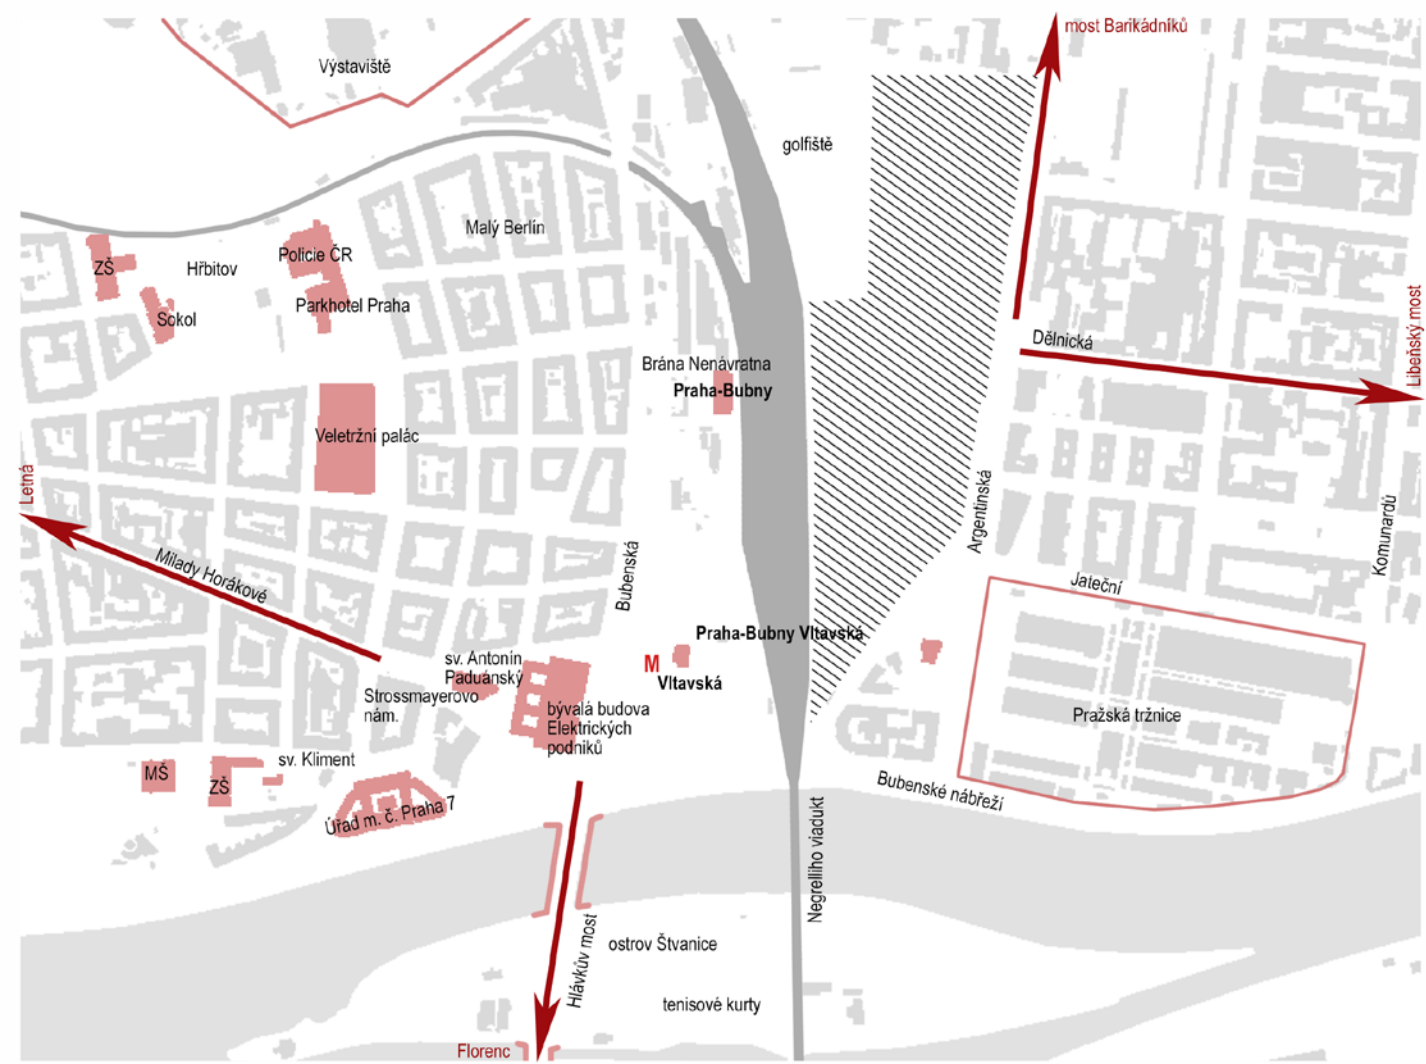 most Barikádníků
Výstaviště
golfiště
Malý Berlín
Policie ČR
ZŠ
Hřbitov
Parkhotel Praha
Sokol
Libeňský most
Dělnická
Brána Nenávratna
Praha-Bubny
Veletržní palác
Letná
Argentinská
Komunardů
Milady Horákové
Bubenská
Jateční
Praha-Bubny Vltavská
M
Vltavská
sv. Antonín
Paduánský
Strossmayerovo
nám.
bývalá budova
Elektrických
podniků
Pražská tržnice
sv. Kliment
MŠ
ZŠ
Bubenské nábřeží
Úřad m. č. Praha 7
Negrelliho viadukt
Hlávkův most
ostrov Štvanice
tenisové kurty
Florenc